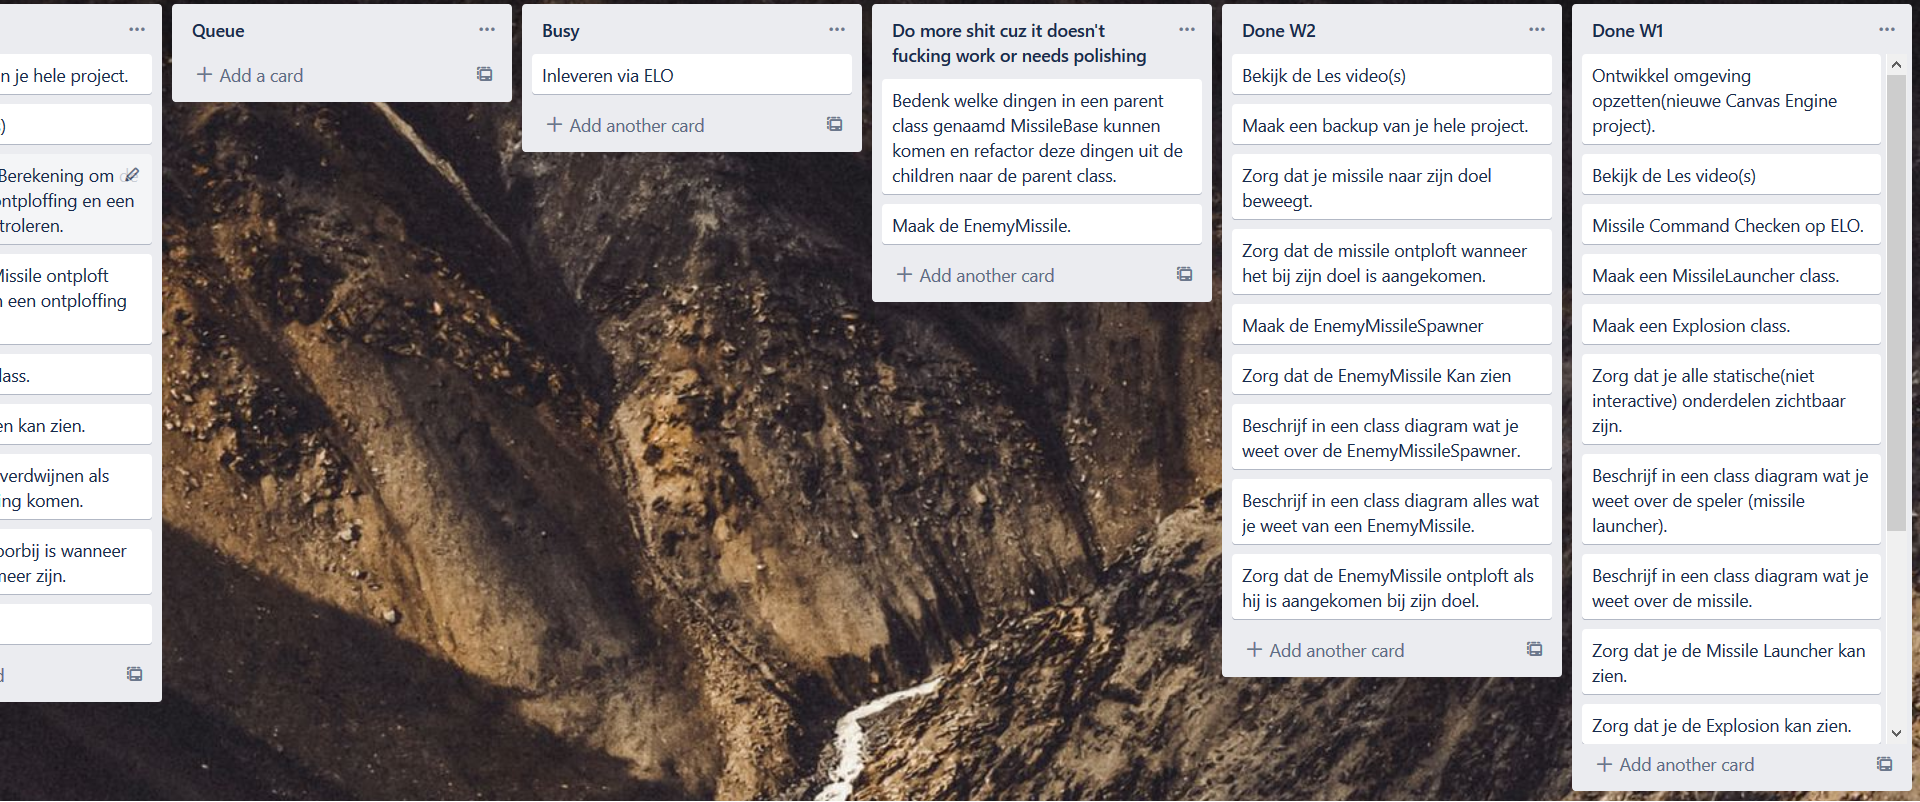 n je hele project.
)
Berekening om
ontploffing en een
troleren.
Missile ontploft
een ontploffing
lass.
en kan zien.
verdwijnen als
ing komen.
oorbij is wanneer
meer zijn.
d
Queue
+ Add a card
Busy
Inleveren via ELO
+ Add another card
Do more shit cuz it doesn't
fucking work or needs polishing
Bedenk welke dingen in een parent
class genaamd MissileBase kunnen
komen en refactor deze dingen uit de
children naar de parent class.
Maak de EnemyMissile.
+ Add another card
Done W2
Bekijk de Les video(s)
Maak een backup van je hele project.
Zorg dat je missile naar zijn doel
beweegt.
Zorg dat de missile ontploft wanneer
het bij zijn doel is aangekomen.
Maak de EnemyMissileSpawner
Zorg dat de EnemyMissile Kan zien
Beschrijf in een class diagram wat je
weet over de EnemyMissileSpawner.
Beschrijf in een class diagram alles wat
je weet van een EnemyMissile.
Zorg dat de EnemyMissile ontploft als
hij is aangekomen bij zijn doel.
+ Add another card
Done W1
Ontwikkel omgeving
opzetten(nieuwe Canvas Engine
project).
Bekijk de Les video(s)
Missile Command Checken op ELO.
Maak een MissileLauncher class.
Maak een Explosion class.
Zorg dat je alle statische(niet
interactive) onderdelen zichtbaar
zijn.
Beschrijf in een class diagram wat je
weet over de speler (missile
launcher).
Beschrijf in een class diagram wat je
weet over de missile.
Zorg dat je de Missile Launcher kan
zien.
Zorg dat je de Explosion kan zien.
+ Add another card